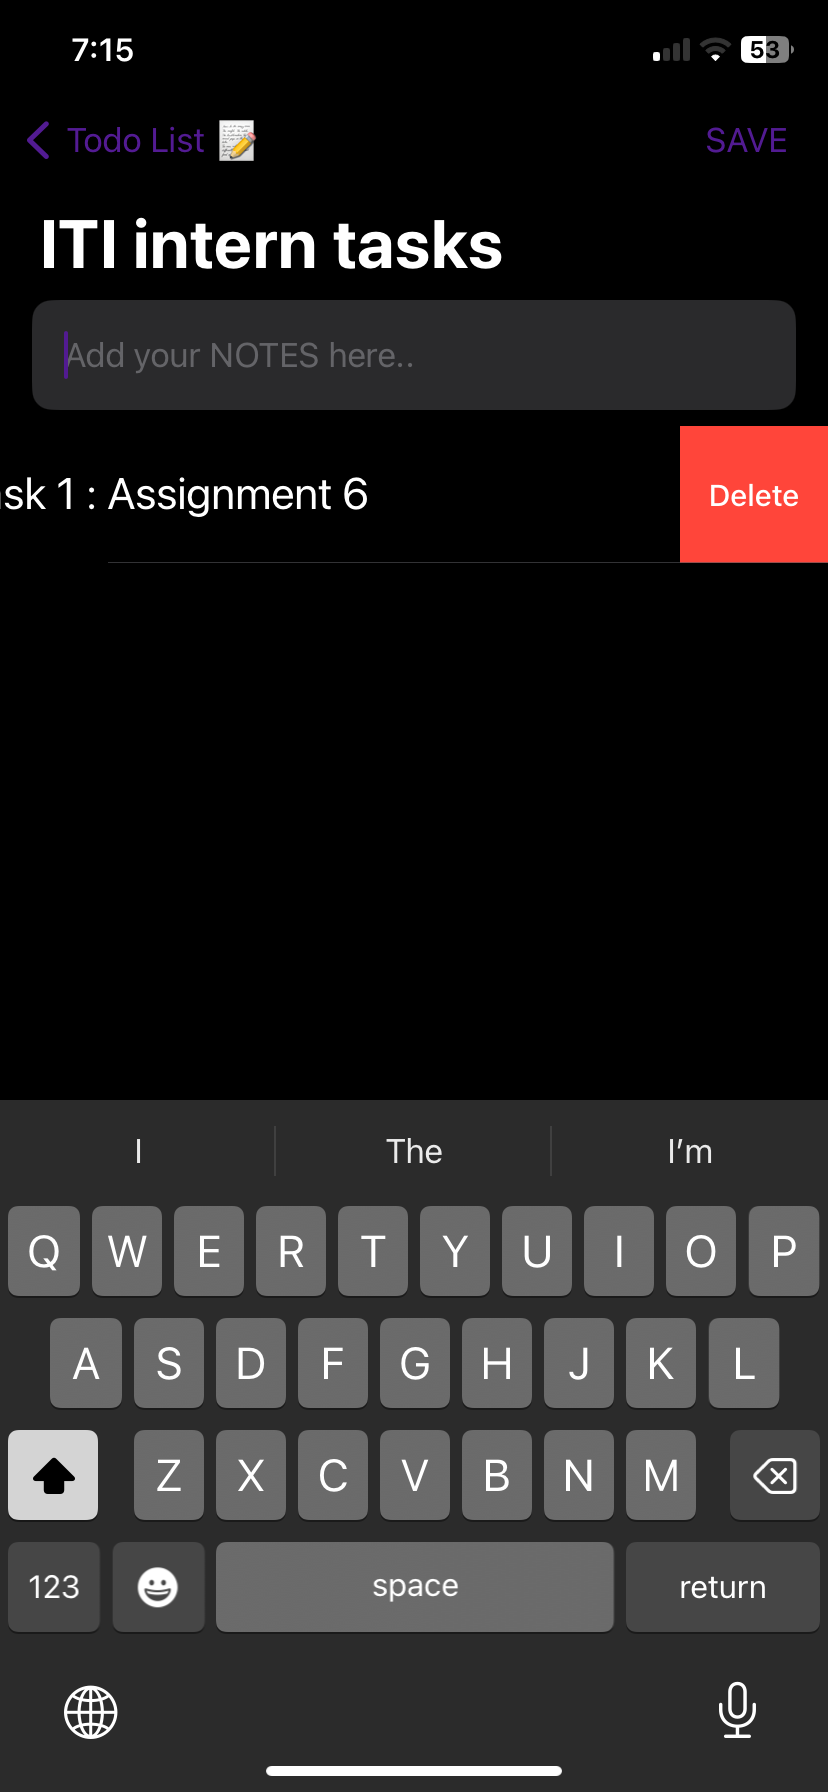 7:15
53
Todo List
SAVE
ITI intern tasks
Add your NOTES here..
sk 1 : Assignment 6
Delete
I
The
I’m
Q W E R T Y U I O P
A S D F G H J K L
Z X C V B N M
123
space
return